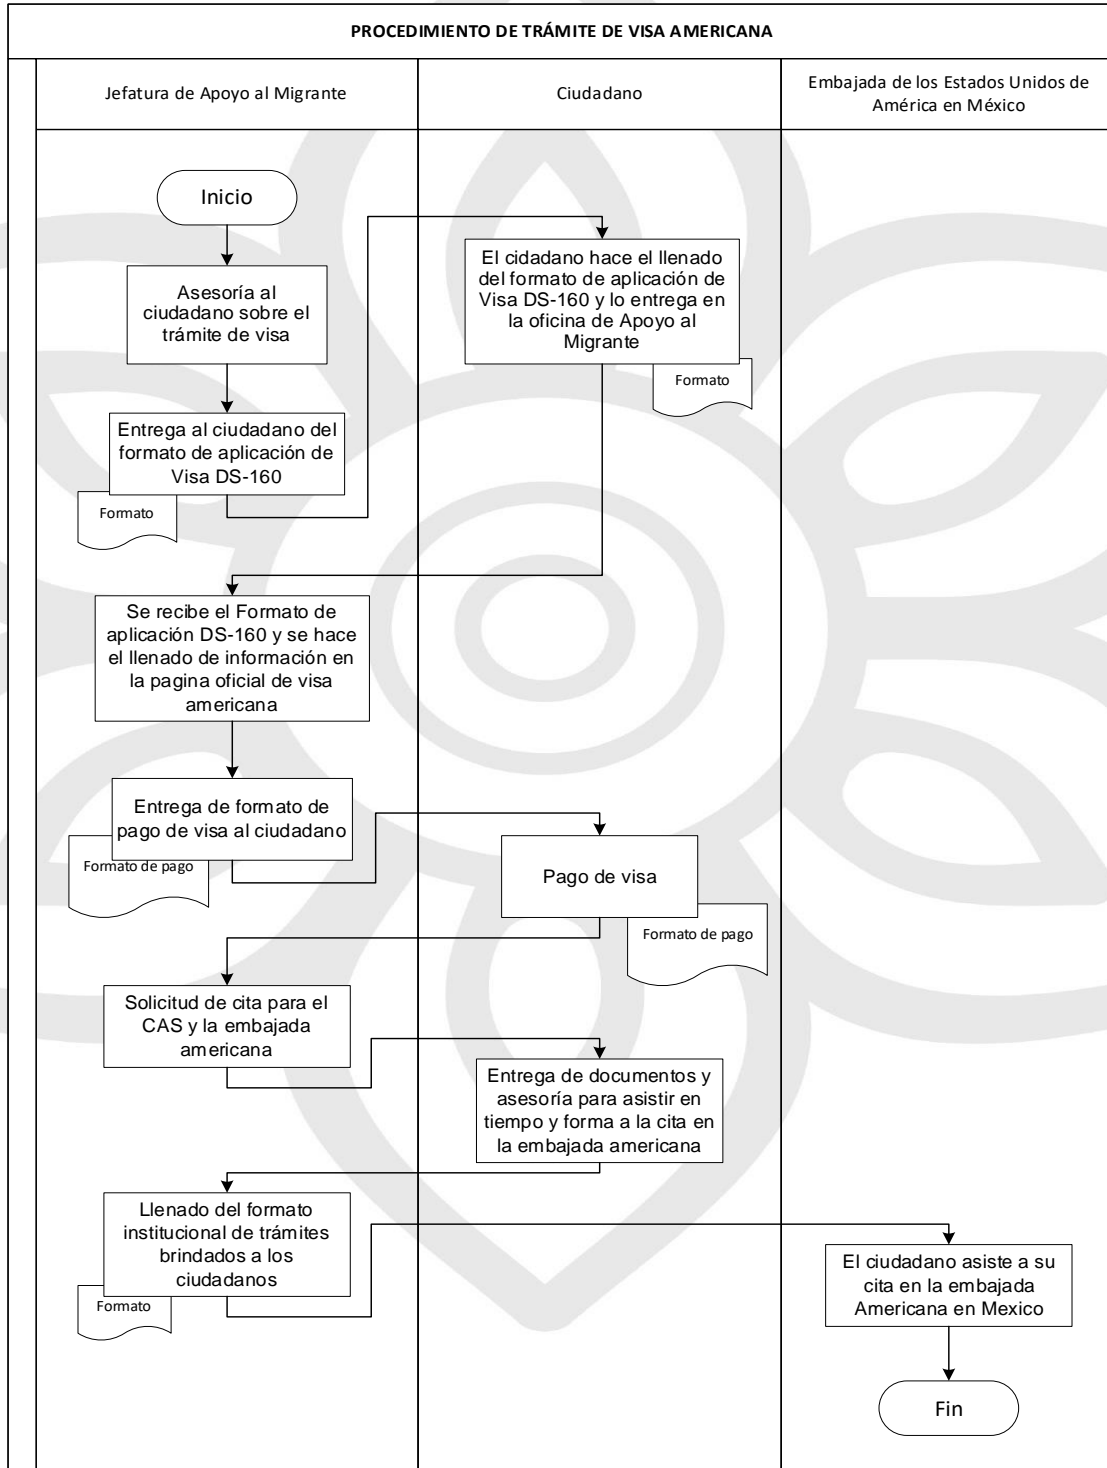 PROCEDIMIENTO DE TRÁMITE DE VISA AMERICANA
Jefatura de Apoyo al Migrante
Ciudadano
Embajada de los Estados Unidos de
América en México
Inicio
Asesoría al
ciudadano sobre el
trámite de visa
Entrega al ciudadano del
formato de aplicación de
Visa DS-160
Formato
El cidadano hace el llenado
del formato de aplicación de
Visa DS-160 y lo entrega en
la oficina de Apoyo al
Migrante
Formato
Se recibe el Formato de
aplicación DS-160 y se hace
el llenado de información en
la pagina oficial de visa
americana
Entrega de formato de
pago de visa al ciudadano
Formato de pago
Pago de visa
Formato de pago
Solicitud de cita para el
CAS y la embajada
americana
Entrega de documentos y
asesoría para asistir en
tiempo y forma a la cita en
la embajada americana
Llenado del formato
institucional de trámites
brindados a los
ciudadanos
Formato
El ciudadano asiste a su
cita en la embajada
Americana en Mexico
Fin